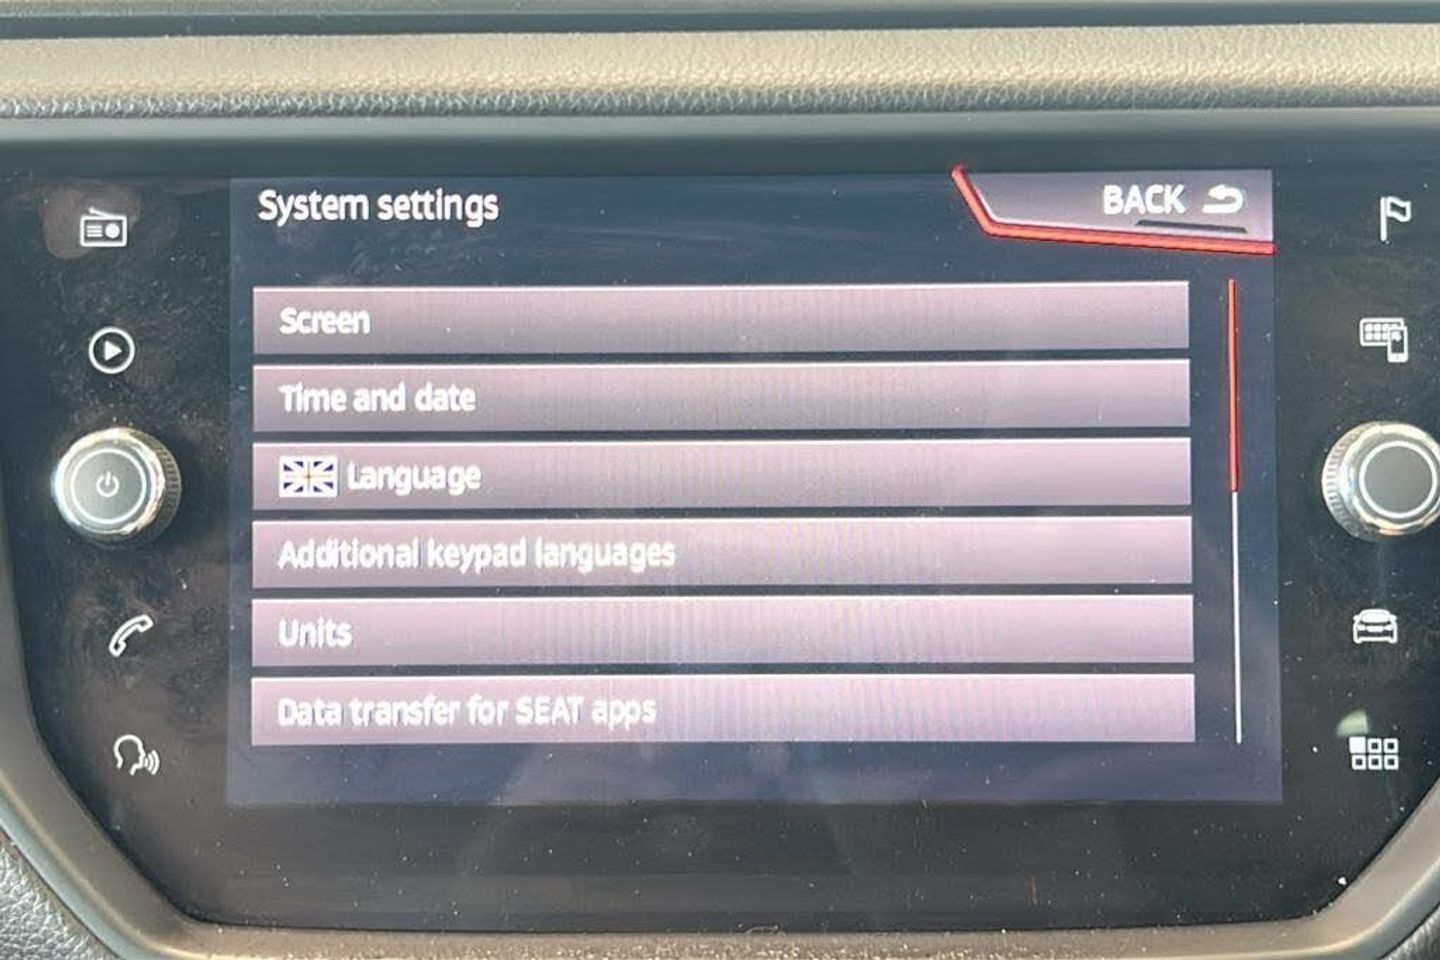 System settings
BACK
Screen
Time and date
Language
Additional keypad languages
Units
Data transfer for SEAT apps